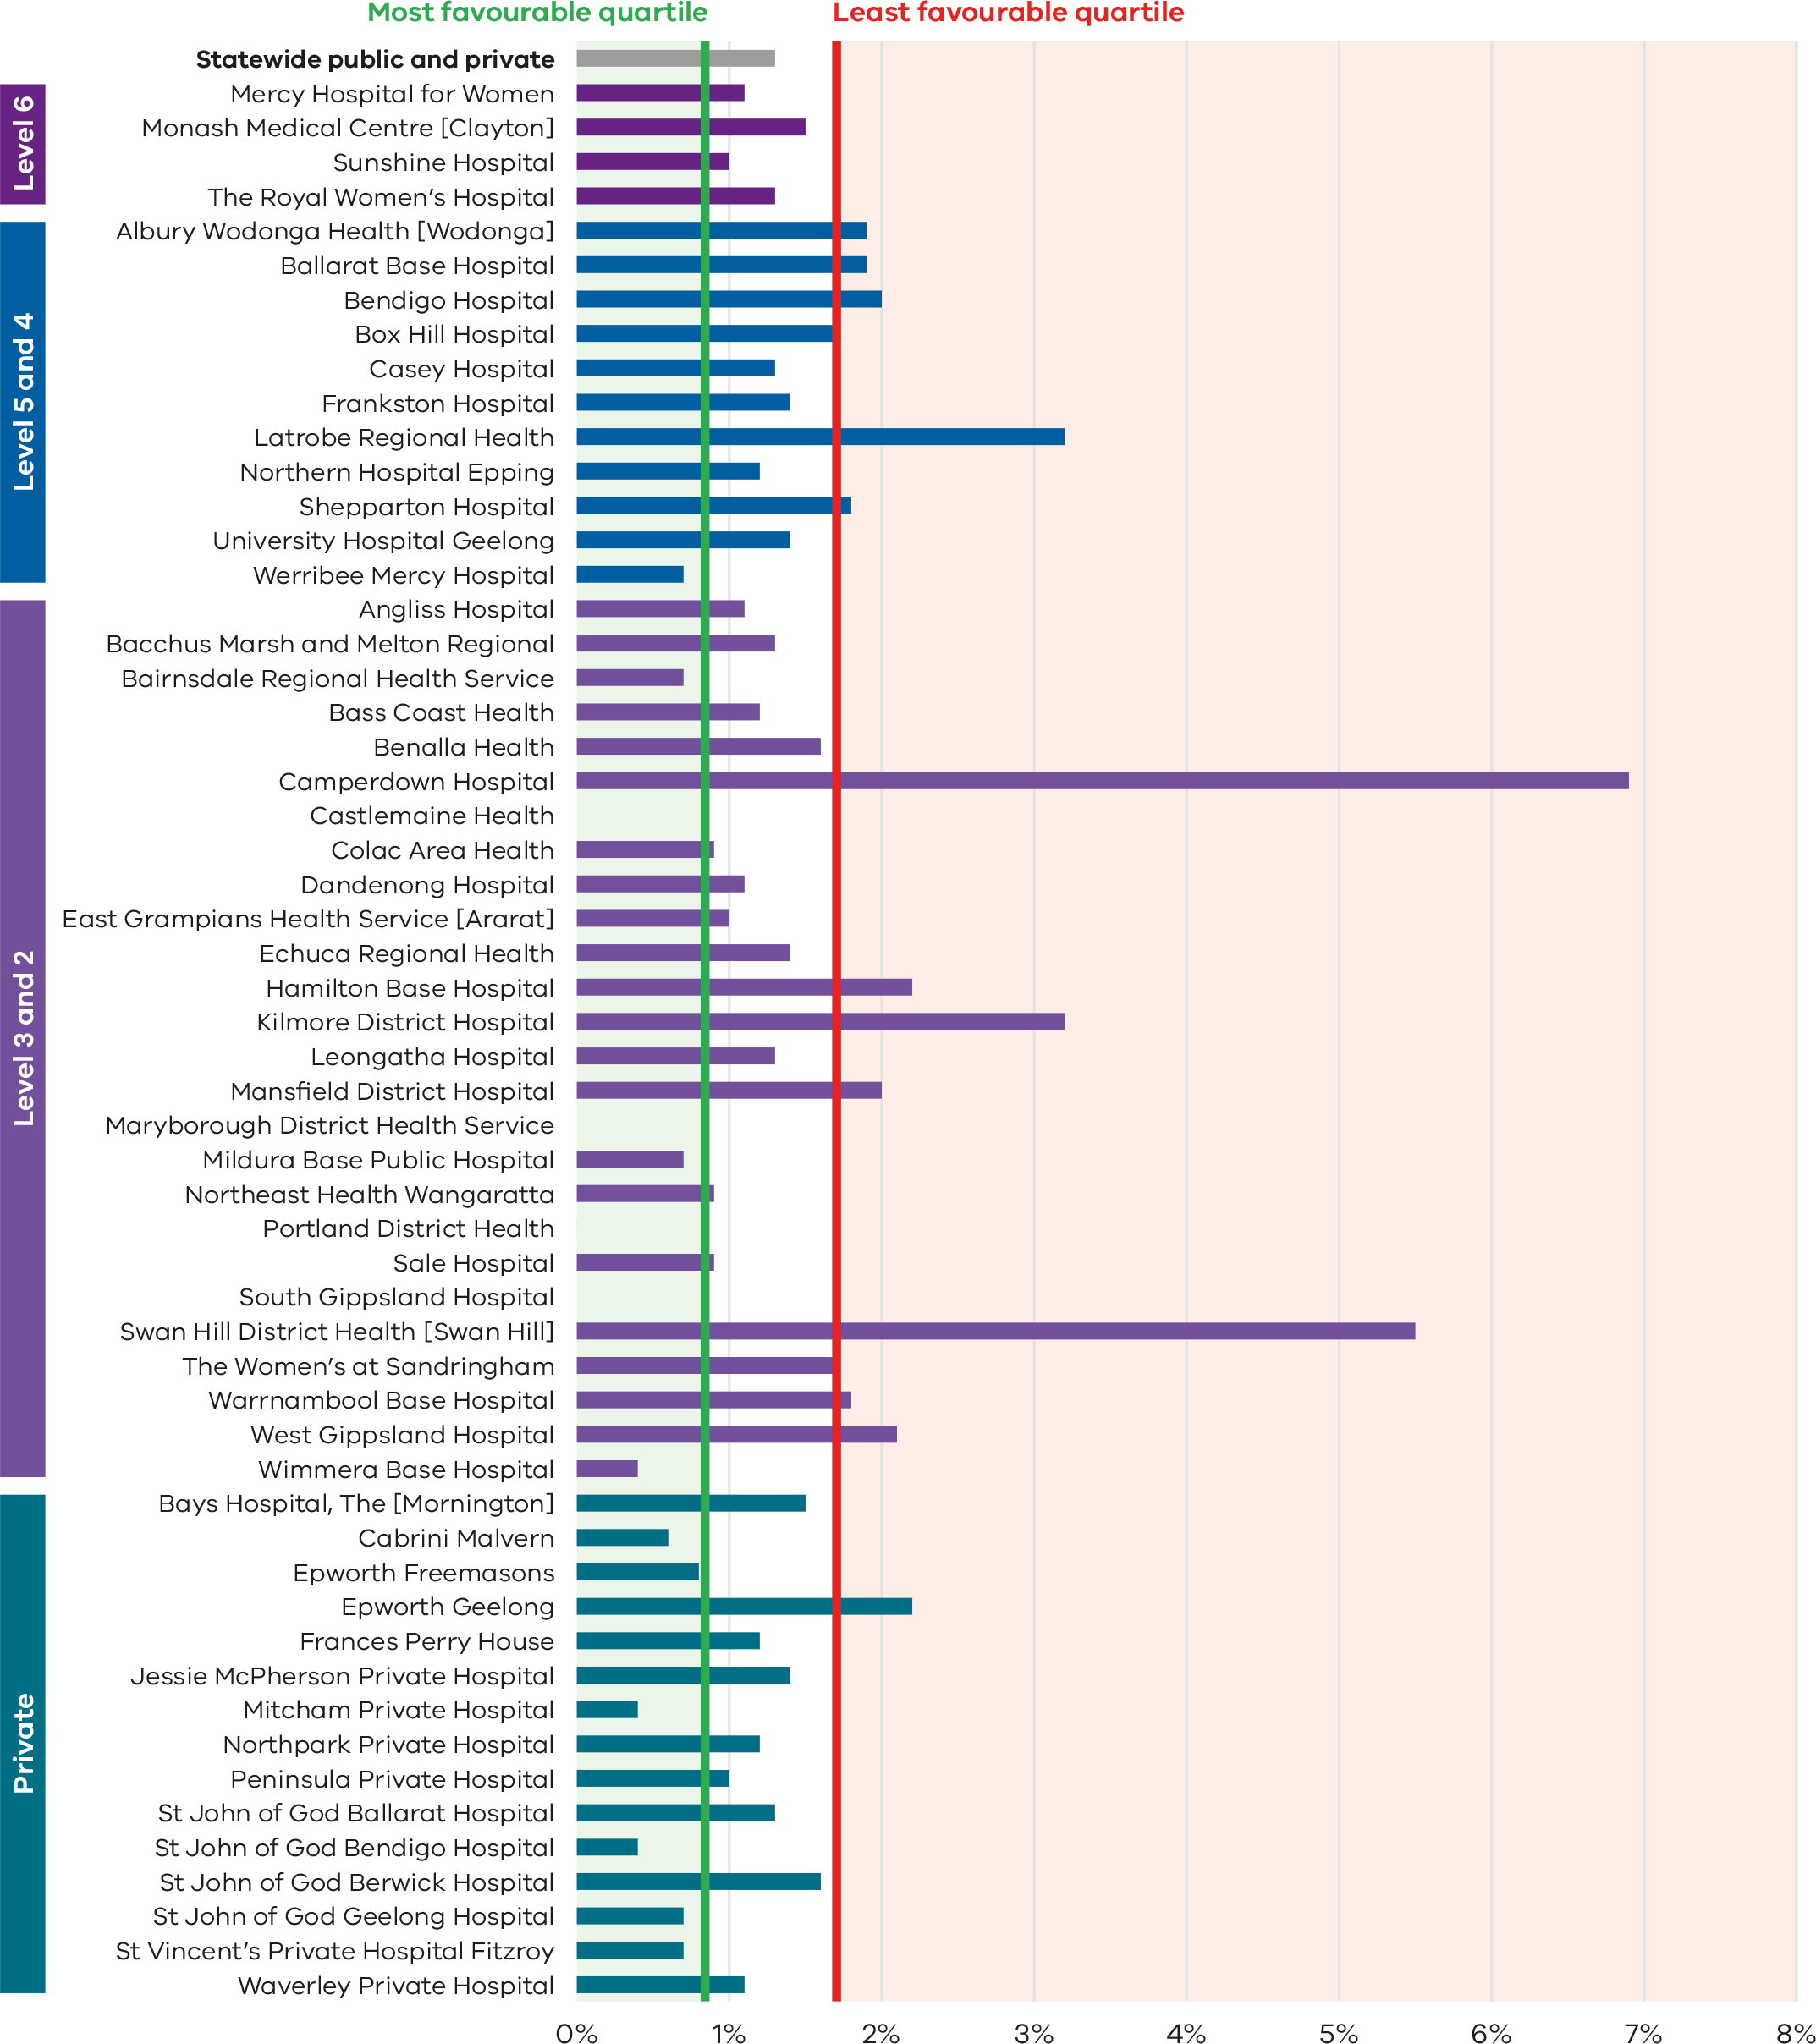 Most favourable quartile
Least favourable quartile
Statewide public and private
Level 6
Mercy Hospital for Women
Monash Medical Centre [Clayton]
Sunshine Hospital
The Royal Women’s Hospital
Level 5 and 4
Albury Wodonga Health [Wodonga]
Ballarat Base Hospital
Bendigo Hospital
Box Hill Hospital
Casey Hospital
Frankston Hospital
Latrobe Regional Health
Northern Hospital Epping
Shepparton Hospital
University Hospital Geelong
Werribee Mercy Hospital
Level 3 and 2
Angliss Hospital
Bacchus Marsh and Melton Regional
Bairnsdale Regional Health Service
Bass Coast Health
Benalla Health
Camperdown Hospital
Castlemaine Health
Colac Area Health
Dandenong Hospital
East Grampians Health Service [Ararat]
Echuca Regional Health
Hamilton Base Hospital
Kilmore District Hospital
Leongatha Hospital
Mansfield District Hospital
Maryborough District Health Service
Mildura Base Public Hospital
Northeast Health Wangaratta
Portland District Health
Sale Hospital
South Gippsland Hospital
Swan Hill District Health [Swan Hill]
The Women’s at Sandringham
Warrnambool Base Hospital
West Gippsland Hospital
Wimmera Base Hospital
Private
Bays Hospital, The [Mornington]
Cabrini Malvern
Epworth Freemasons
Epworth Geelong
Frances Perry House
Jessie McPherson Private Hospital
Mitcham Private Hospital
Northpark Private Hospital
Peninsula Private Hospital
St John of God Ballarat Hospital
St John of God Bendigo Hospital
St John of God Berwick Hospital
St John of God Geelong Hospital
St Vincent’s Private Hospital Fitzroy
Waverley Private Hospital
0% 1% 2% 3% 4% 5% 6% 7% 8%